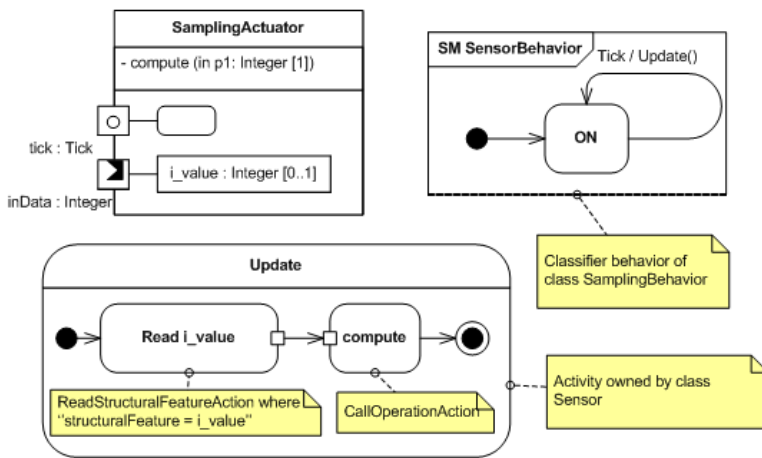 SamplingActuator
- compute (in p1: Integer [1])
tick : Tick
i_value : Integer [0..1]
inData : Integer
SM SensorBehavior
Tick / Update()
ON
Classifier behavior of
class SamplingBehavior
Update
Read i_value
compute
ReadStructuralFeatureAction where
"structuralFeature = i_value"
CallOperationAction
Activity owned by class
Sensor